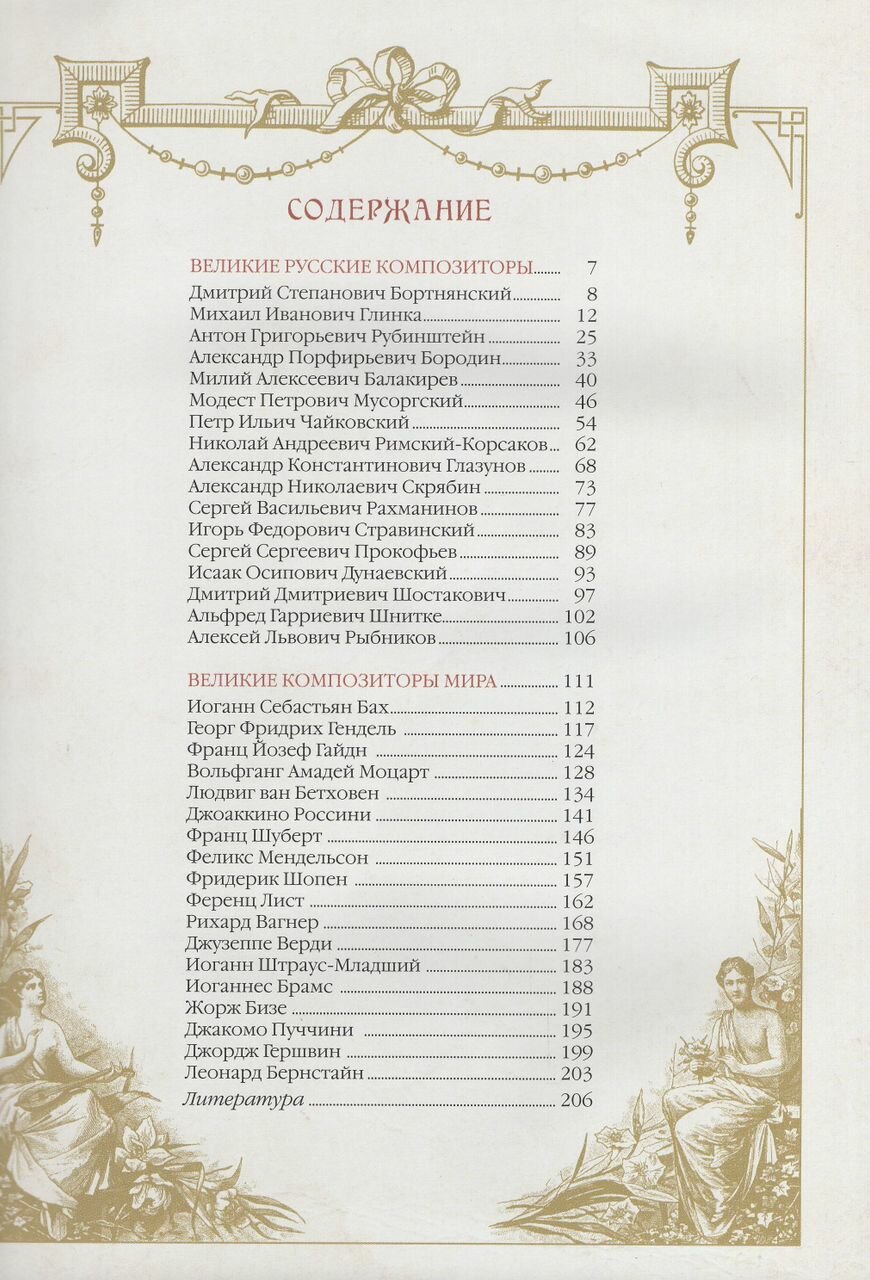 СОДЕРЖАНИЕ
ВЕЛИКИЕ РУССКИЕ КОМПОЗИТОРЫ....... 7
Дмитрий Степанович Бортнянский............ 8
Михаил Иванович Глинка................................... 12
Антон Григорьевич Рубинштейн.................. 25
Александр Порфирьевич Бородин............... 33
Милий Алексеевич Балакирев......................... 40
Модест Петрович Мусоргский........................ 46
Петр Ильич Чайковский..................................... 54
Николай Андреевич Римский-Корсаков... 62
Александр Константинович Глазунов........ 68
Александр Николаевич Скрябин................... 73
Сергей Васильевич Рахманинов.................... 77
Игорь Федорович Стравинский..................... 83
Сергей Сергеевич Прокофьев......................... 89
Исаак Осипович Дунаевский............................ 93
Дмитрий Дмитриевич Шостакович............. 97
Альфред Гарриевич Шнитке............................. 102
Алексей Львович Рыбников............................... 106
ВЕЛИКИЕ КОМПОЗИТОРЫ МИРА............... 111
Иоганн Себастьян Бах........................................... 112
Георг Фридрих Гендель....................................... 117
Франц Йозеф Гайдн.............................................. 124
Вольфганг Амадей Моцарт............................... 128
Людвиг ван Бетховен........................................... 134
Джоаккино Россини.............................................. 141
Франц Шуберт.......................................................... 146
Феликс Мендельсон.............................................. 151
Фридерик Шопен................................................... 157
Ференц Лист.............................................................. 162
Рихард Вагнер........................................................... 168
Джузеппе Верди........................................................ 177
Иоганн Штраус-Младший................................. 183
Иоганнес Брамс....................................................... 188
Жорж Бизе................................................................... 191
Джакомо Пуччини................................................. 195
Джордж Гершвин..................................................... 199
Леонард Бернстайн................................................ 203
Литература............................................................... 206